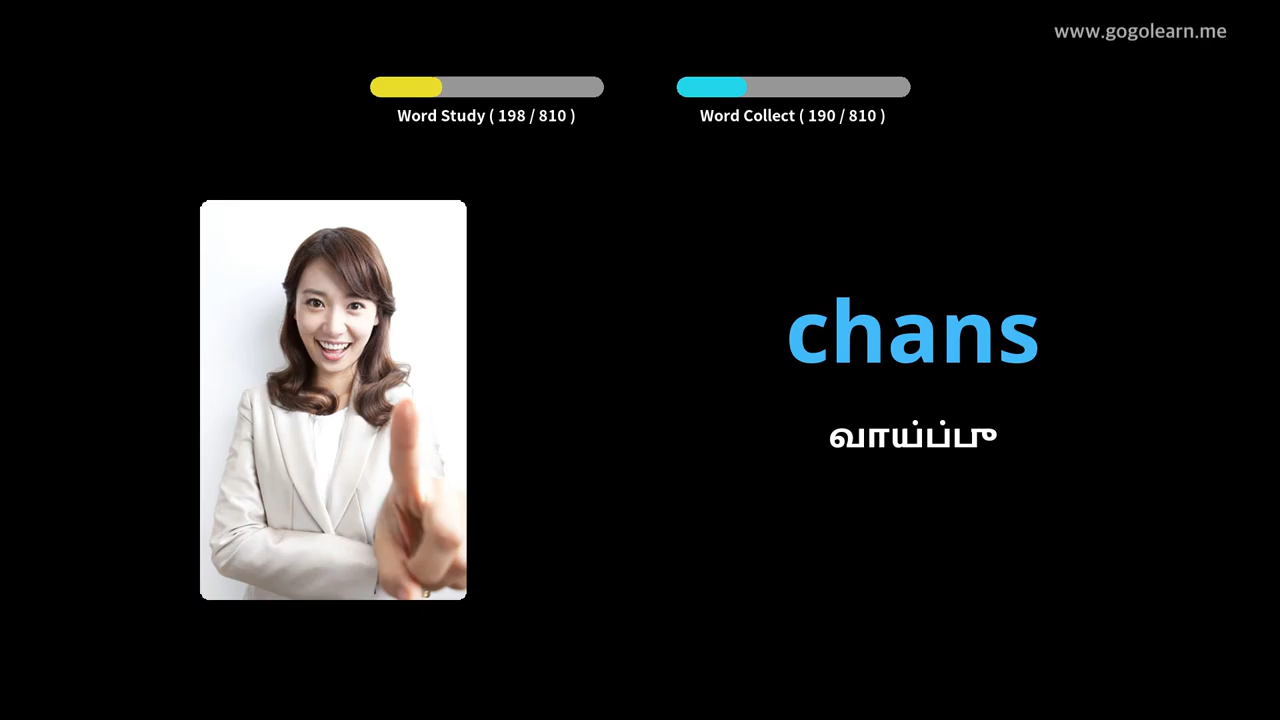 www.gogolearn.me
Word Study ( 198 / 810 )
Word Collect ( 190 / 810 )
chans
வாய்ப்பு